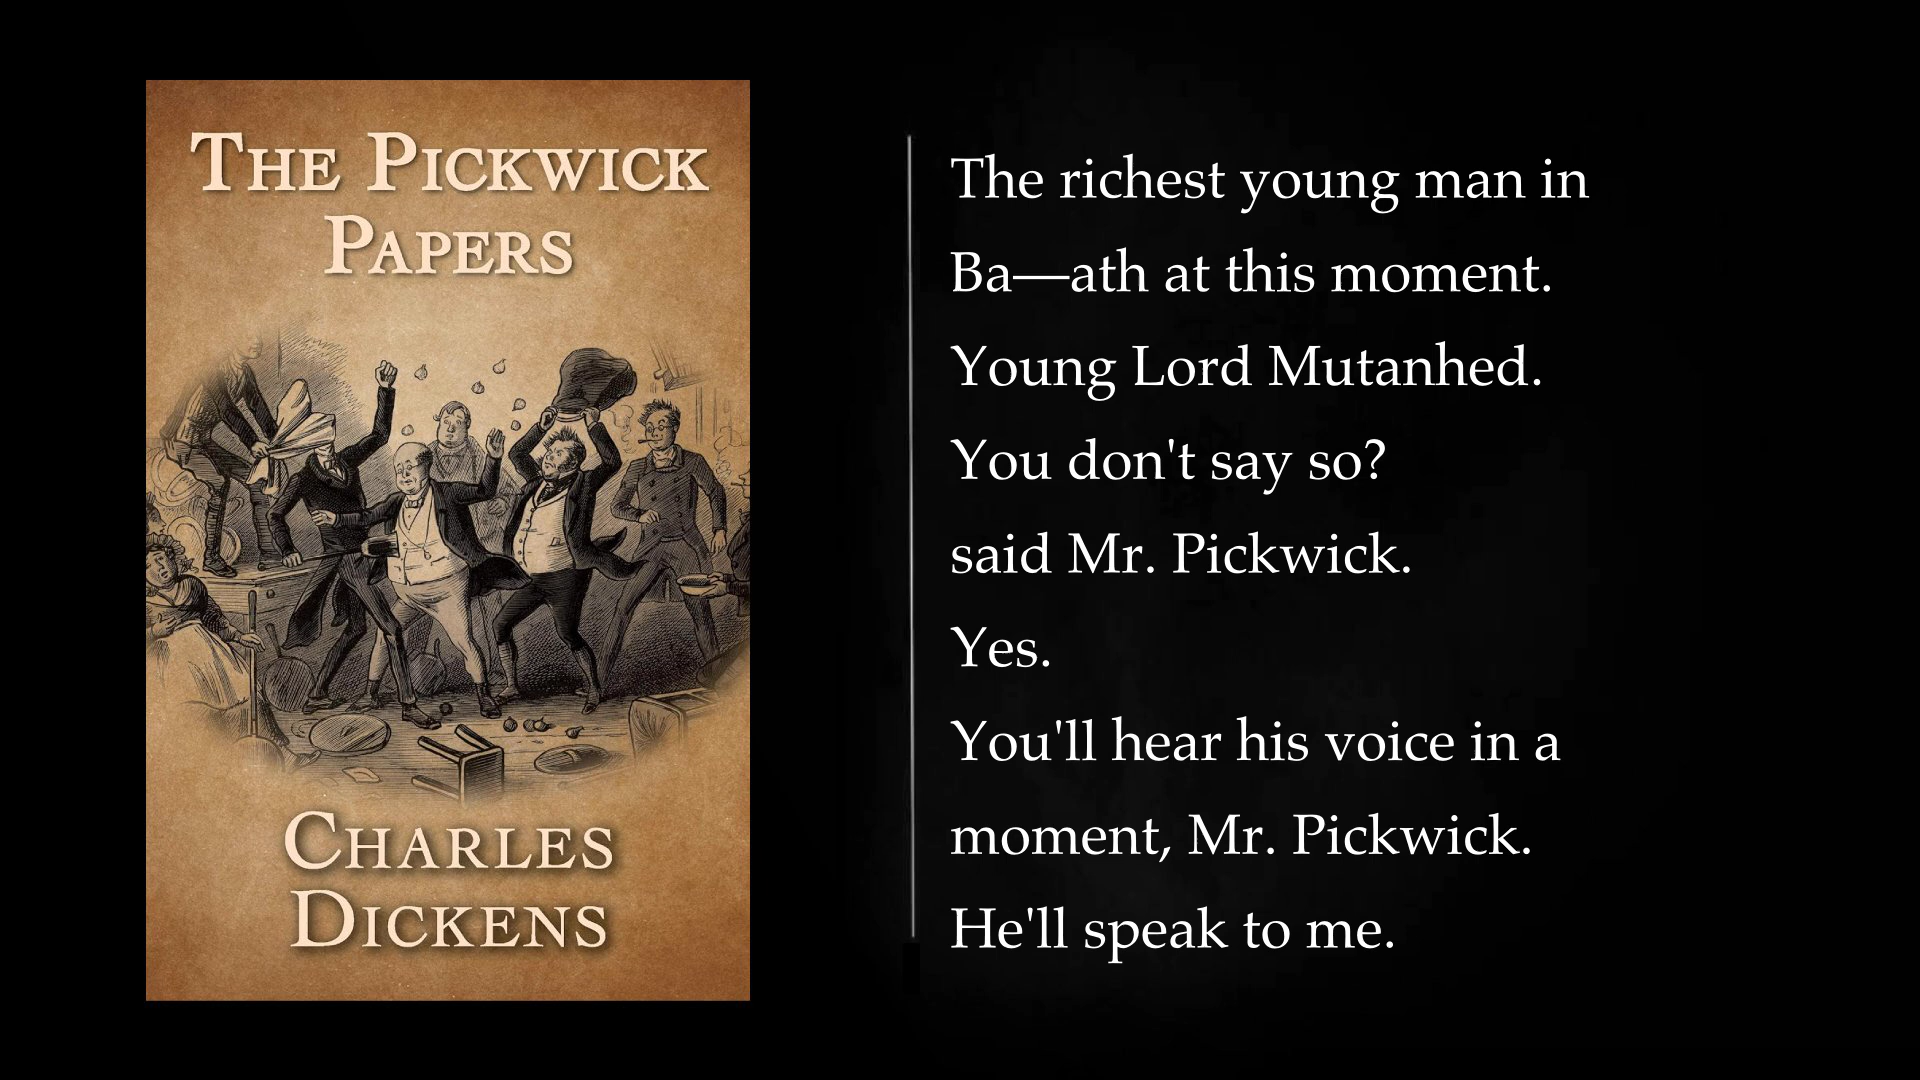 The Pickwick
Papers
Charles
Dickens
The richest young man in
Ba—ath at this moment.
Young Lord Mutanhed.
You don't say so?
said Mr. Pickwick.
Yes.
You'll hear his voice in a
moment, Mr. Pickwick.
He'll speak to me.